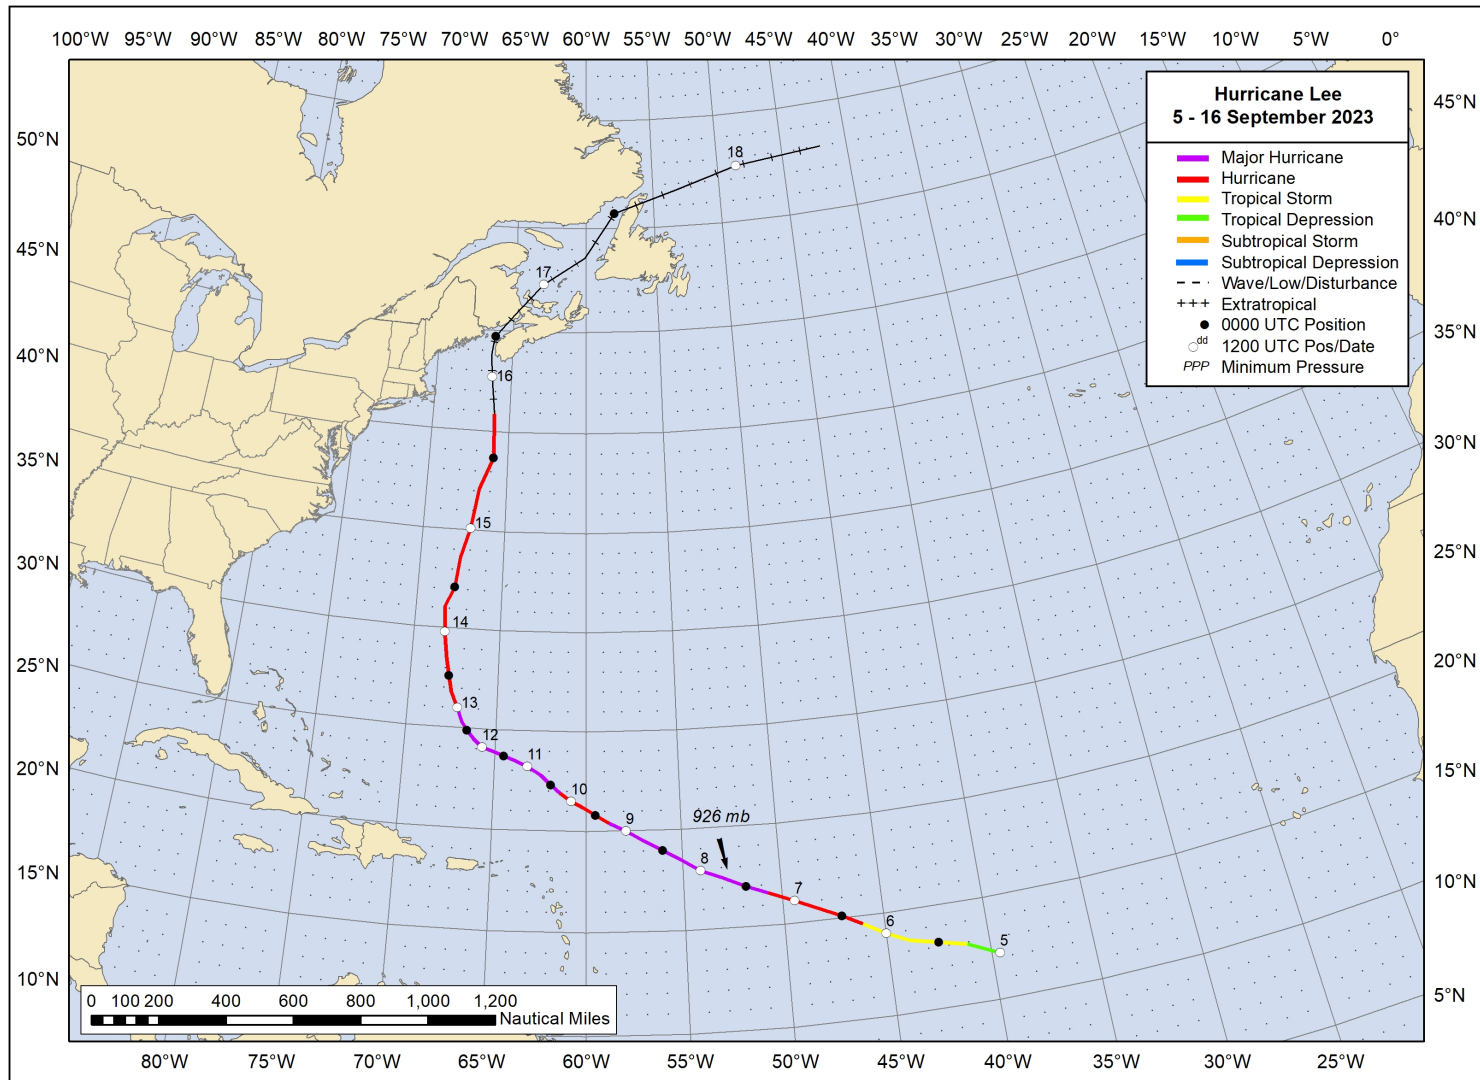 100°W 95°W 90°W 85°W 80°W 75°W 70°W 65°W 60°W 55°W 50°W 45°W 40°W 35°W 30°W 25°W 20°W 15°W 10°W 5°W 0°
Hurricane Lee
5 - 16 September 2023
Major Hurricane
Hurricane
Tropical Storm
Tropical Depression
Subtropical Storm
Subtropical Depression
Wave/Low/Disturbance
+++ Extratropical
0000 UTC Position
dd 1200 UTC Pos/Date
PPP Minimum Pressure
50°N
45°N
40°N
35°N
30°N
25°N
20°N
15°N
10°N
45°N
40°N
35°N
30°N
25°N
20°N
15°N
10°N
5°N
18
17
16
15
14
13
12
11
10
9
926 mb
8
7
6
5
0 100 200 400 600 800 1,000 1,200
Nautical Miles
80°W 75°W 70°W 65°W 60°W 55°W 50°W 45°W 40°W 35°W 30°W 25°W